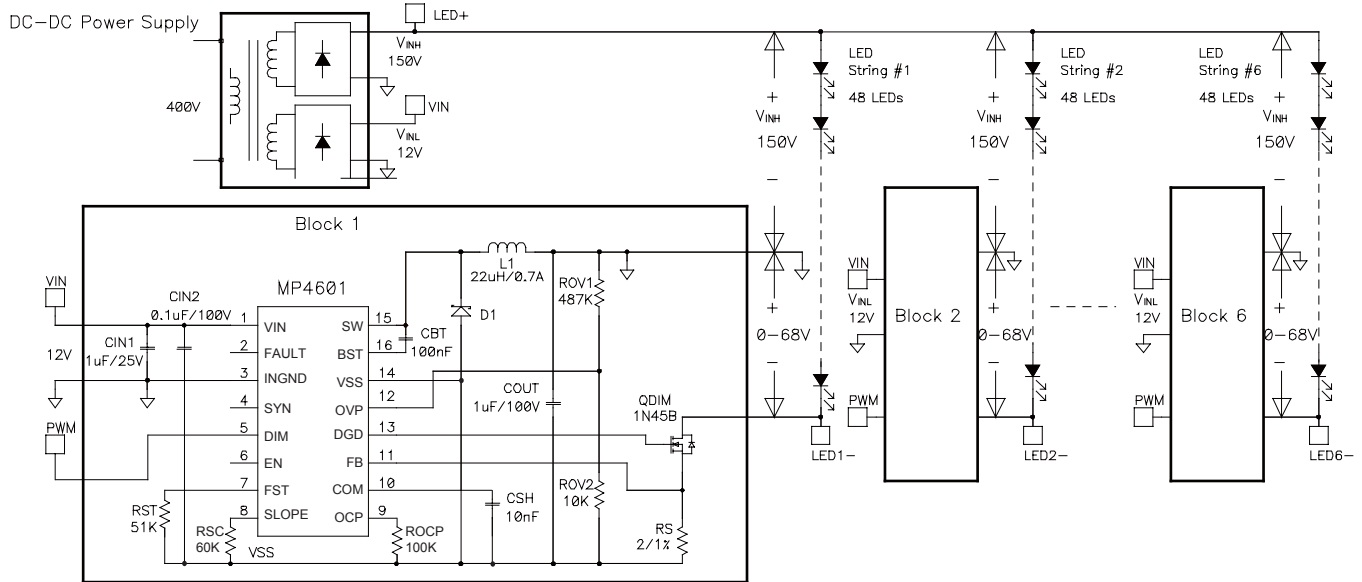 DC-DC Power Supply
LED+
VINH
150V
400V
VIN
VINL
12V
LED
String #1
48 LEDs
+
VINH
150V
−
LED
String #2
48 LEDs
+
VINH
150V
−
LED
String #6
48 LEDs
+
VINH
150V
−
Block 1
L1
22uH/0.7A
ROV1
487K
VIN
CIN2
0.1uF/100V
MP4601
D1
CIN1
1uF/25V
12V
1 VIN SW 15
CBT
100nF
2 FAULT BST 16
3 INGND VSS 14
4 SYN OVP 12
COUT
1uF/100V
QDIM
1N45B
PWM
5 DIM DGD 13
6 EN FB 11
7 FST COM 10
8 SLOPE OCP 9
RST
51K
RSC
60K
VSS
ROCP
100K
CSH
10nF
ROV2
10K
RS
2/1%
+
0-68V
−
LED1-
VIN
VINL
12V
PWM
Block 2
+
0-68V
−
LED2-
VIN
VINL
12V
PWM
Block 6
+
0-68V
−
LED6-